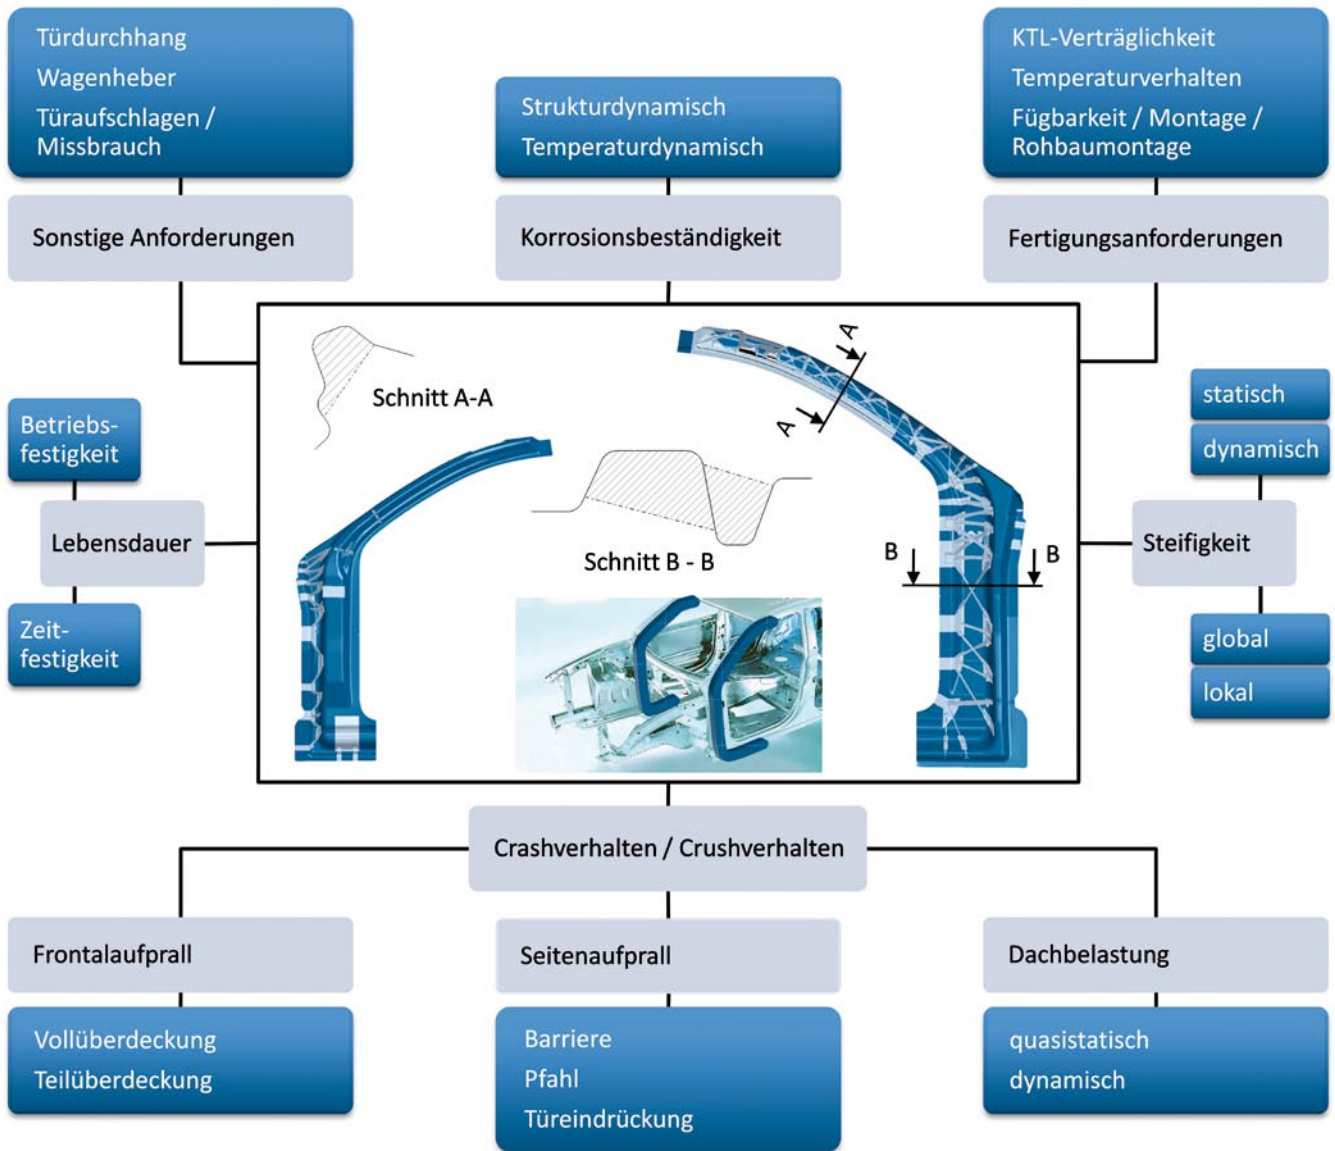 Türdurchhang
Wagenheber
Türaufschlagen /
Missbrauch
Sonstige Anforderungen
Strukturdynamisch
Temperaturdynamisch
Korrosionsbeständigkeit
KTL-Verträglichkeit
Temperaturverhalten
Fügbarkeit / Montage /
Rohbaumontage
Fertigungsanforderungen
Betriebs-
festigkeit
Lebensdauer
Zeit-
festigkeit
Schnitt A-A
A
A
Schnitt B - B
B
B
statisch
dynamisch
Steifigkeit
global
lokal
Crashverhalten / Crushverhalten
Frontalaufprall
Vollüberdeckung
Teilüberdeckung
Seitenaufprall
Barriere
Pfahl
Türeindrückung
Dachbelastung
quasistatisch
dynamisch